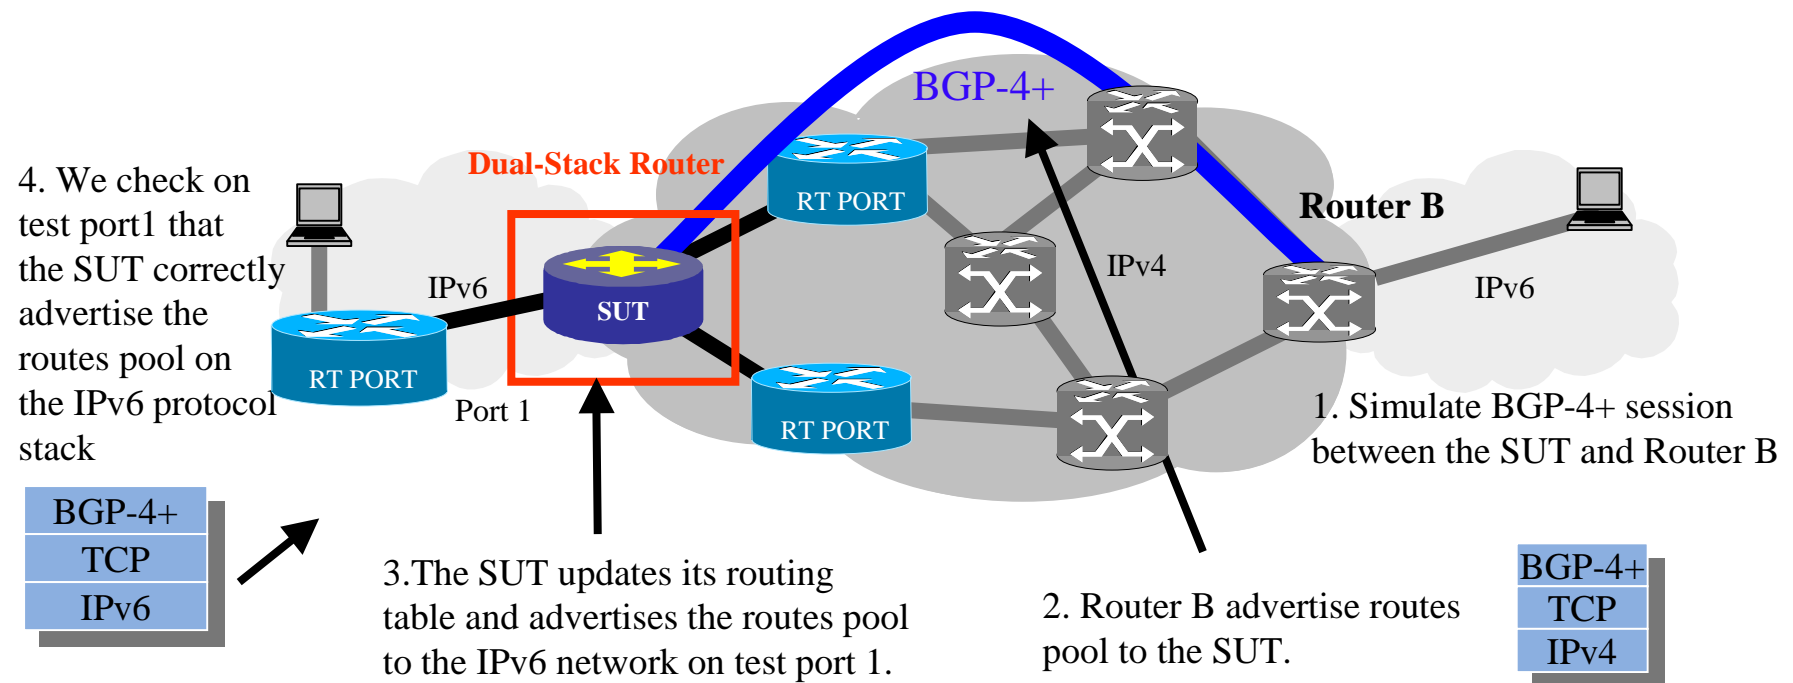 BGP-4+
Dual-Stack Router
4. We check on
test port1 that
the SUT correctly
advertise the
routes pool on
the IPv6 protocol
stack
RT PORT
Router B
IPv6
SUT
IPv4
IPv6
RT PORT
Port 1
RT PORT
1. Simulate BGP-4+ session
between the SUT and Router B
BGP-4+
TCP
IPv6
3.The SUT updates its routing
table and advertises the routes pool
to the IPv6 network on test port 1.
2. Router B advertise routes
pool to the SUT.
BGP-4+
TCP
IPv4